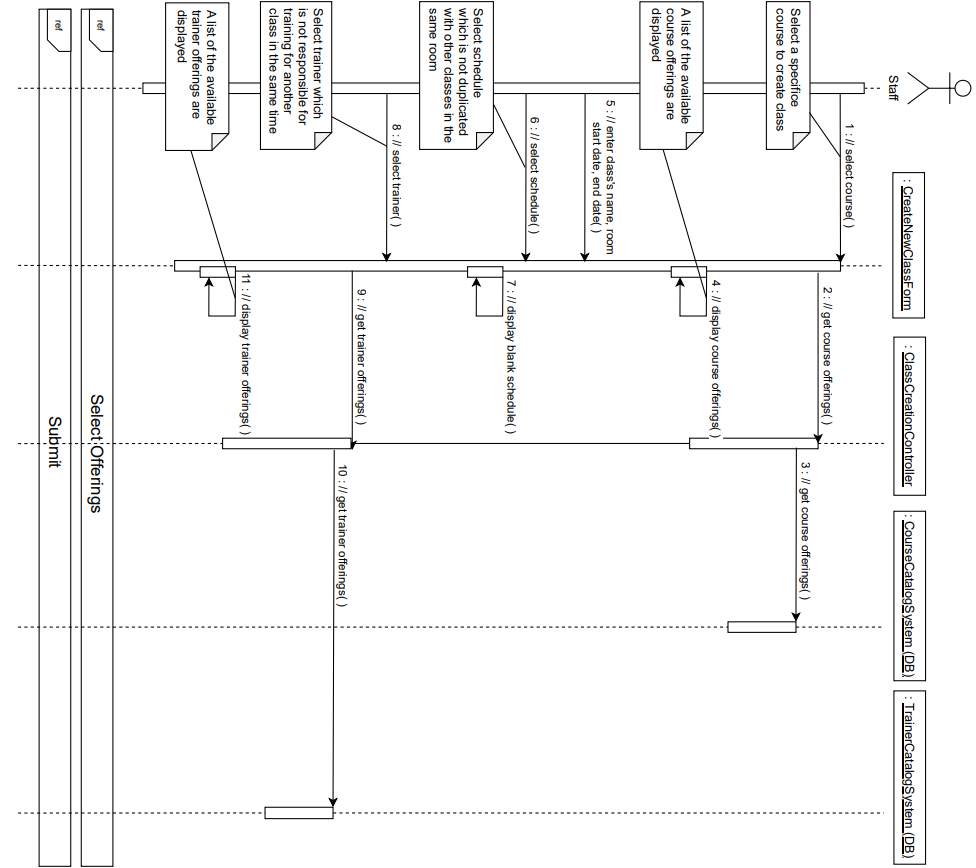 Staff
: CreateNewClassForm
: ClassCreationController
: CourseCatalogSystem (DB)
: TrainerCatalogSystem (DB)
Select a specifice
course to create class
1 : // select course( )
2 : // get course offerings( )
3 : // get course offerings( )
A list of the available
course offerings are
displayed
4 : // display course offerings( )
5 : // enter class's name, room
start date, end date( )
Select schedule
which is not duplicated
with other classes in the
same room
6 : // select schedule( )
7 : // display blank schedule( )
Select trainer which
is not responsible for
training for another
class in the same time
8 : // select trainer( )
9 : // get trainer offerings( )
10 : // get trainer offerings( )
A list of the available
trainer offerings are
displayed
11 : // display trainer offerings( )
ref
Select Offerings
ref
Submit